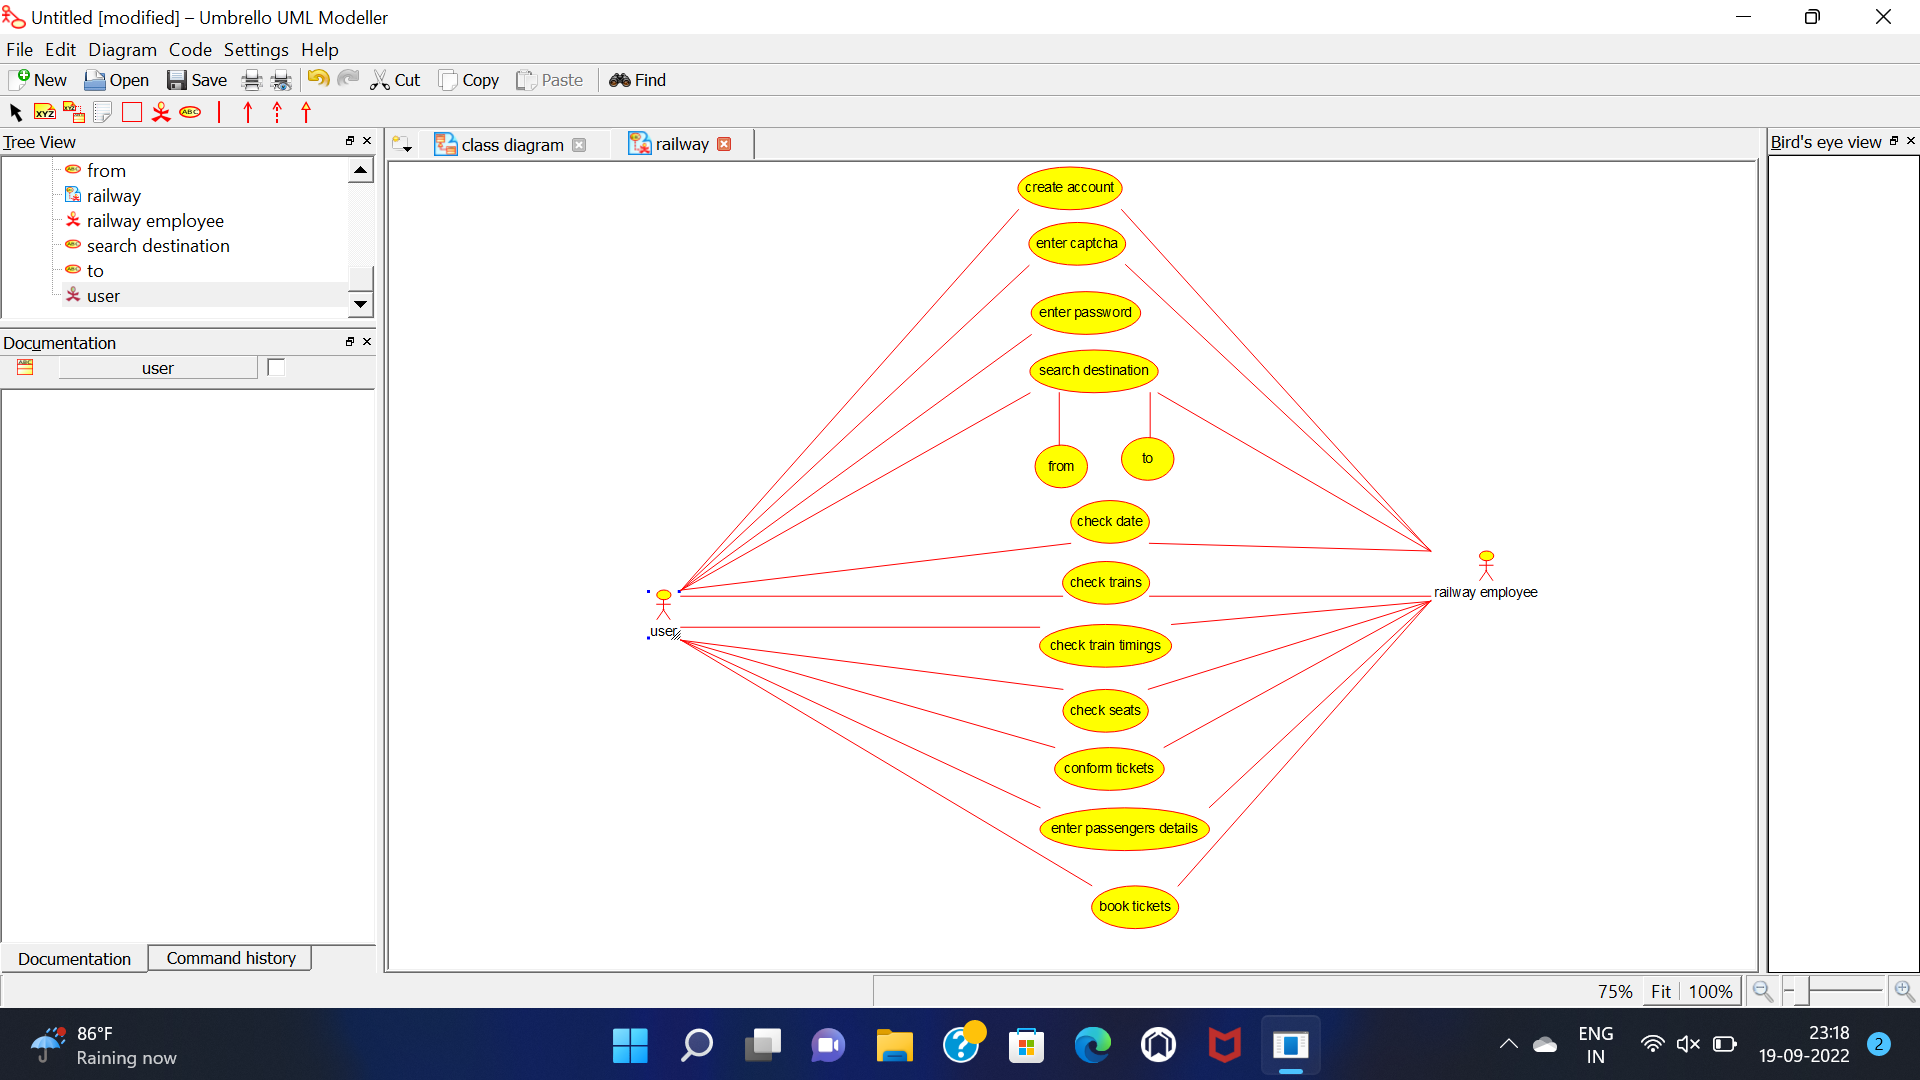 Untitled [modified] – Umbrello UML Modeller
File Edit Diagram Code Settings Help
New Open Save Cut Copy Paste Find
XYZ XYZ ABC
Tree View
from
railway
railway employee
search destination
to
user
Documentation
user
Documentation Command history
class diagram railway
create account
enter captcha
enter password
search destination
from
to
check date
check trains
check train timings
check seats
conform tickets
enter passengers details
book tickets
user
railway employee
Bird's eye view
75% Fit 100%
86°F
Raining now
ENG
IN
23:18
19-09-2022
2